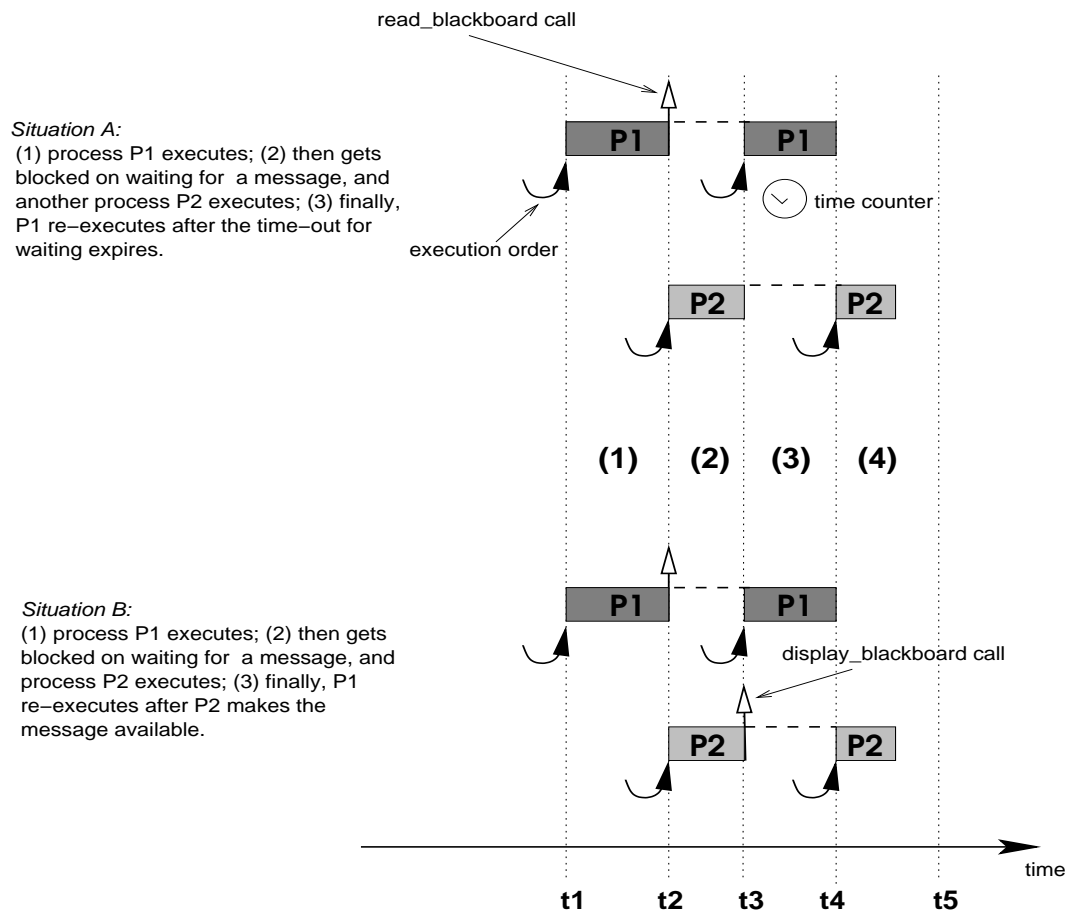 read_blackboard call
Situation A:
(1) process P1 executes; (2) then gets
blocked on waiting for a message, and
another process P2 executes; (3) finally,
P1 re−executes after the time−out for
waiting expires.
P1
P1
time counter
execution order
P2
P2
(1)
(2)
(3)
(4)
Situation B:
(1) process P1 executes; (2) then gets
blocked on waiting for a message, and
process P2 executes; (3) finally, P1
re−executes after P2 makes the
message available.
P1
P1
display_blackboard call
P2
P2
time
t1
t2
t3
t4
t5